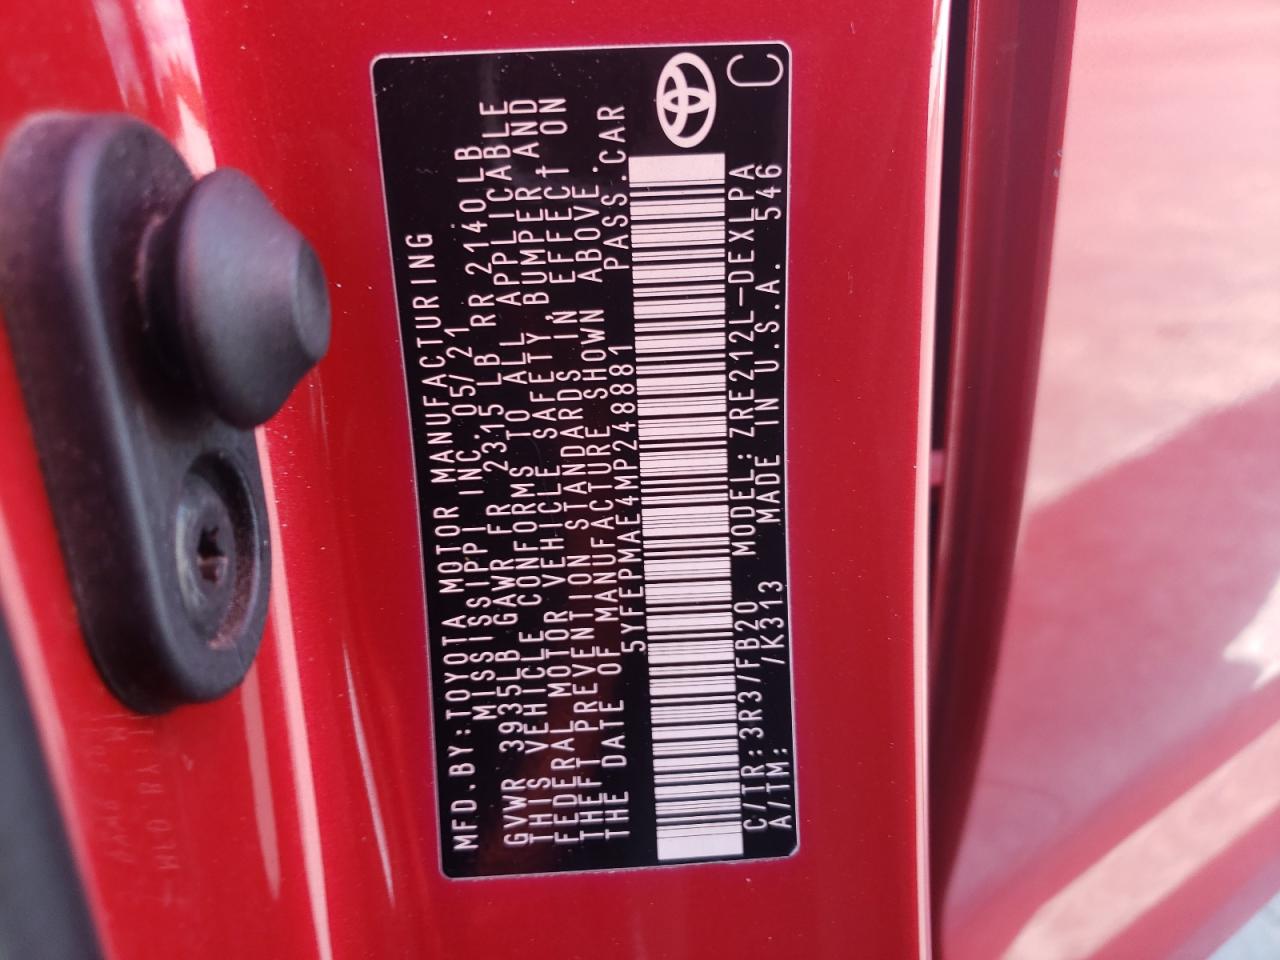 MFD.BY:TOYOTA MOTOR MANUFACTURING
MISSISSIPPI INC. 05/21
GVWR 3935LB GAWR FR 2315 LB RR 2140LB
THIS VEHICLE CONFORMS TO ALL APPLICABLE
FEDERAL MOTOR VEHICLE SAFETY, BUMPER AND
THEFT PREVENTION STANDARDS IN EFFECT ON
THE DATE OF MANUFACTURE SHOWN ABOVE.
5YFEPMAE4MP248881 PASS.CAR
C/TR:3R3/FB20 MODEL:ZRE212L-DEXLPA
A/TM: /K313 MADE IN U.S.A. 546
C